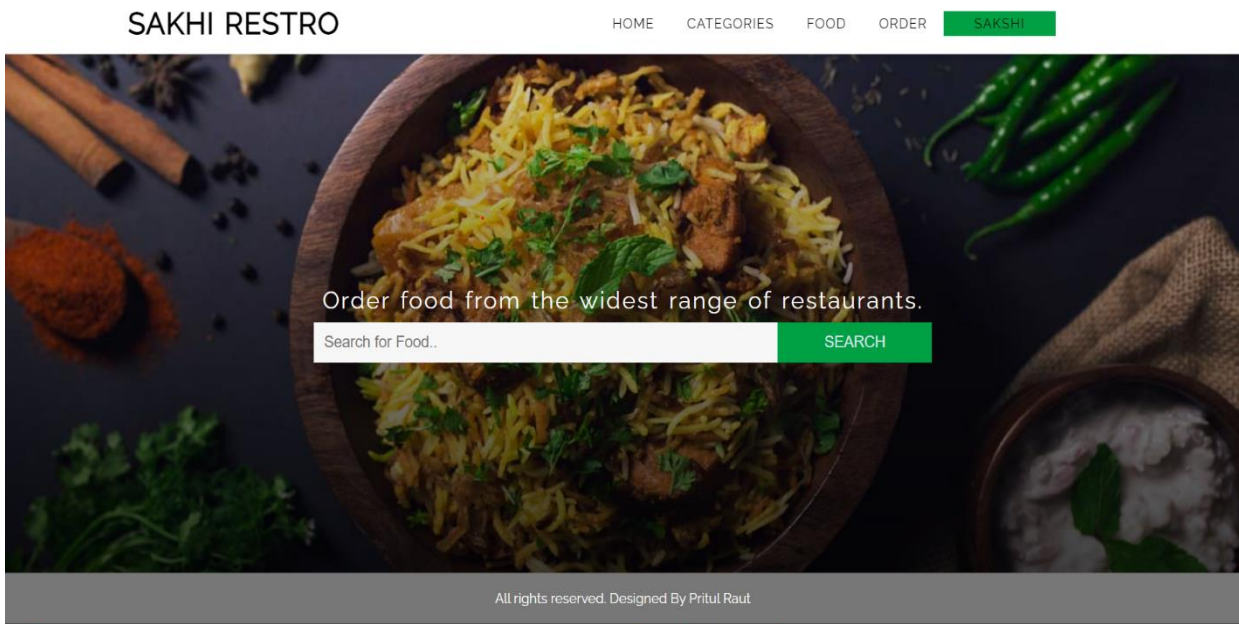 SAKHI RESTRO
HOME CATEGORIES FOOD ORDER SAKSHI
Order food from the widest range of restaurants.
Search for Food.. SEARCH
All rights reserved. Designed By Pritul Raut